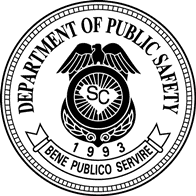 DEPARTMENT OF PUBLIC SAFETY
SC
1993
BENE PUBLICO SERVIRE